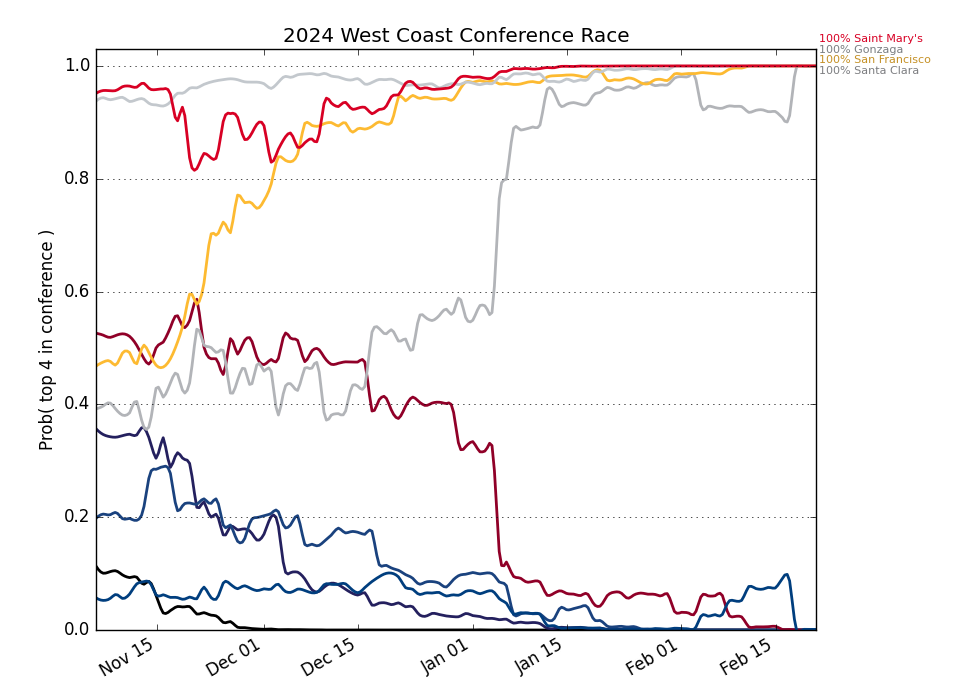 2024 West Coast Conference Race
100% Saint Mary's
100% Gonzaga
100% San Francisco
100% Santa Clara
Prob( top 4 in conference )
1.0
0.8
0.6
0.4
0.2
0.0
Nov 15
Dec 01
Dec 15
Jan 01
Jan 15
Feb 01
Feb 15